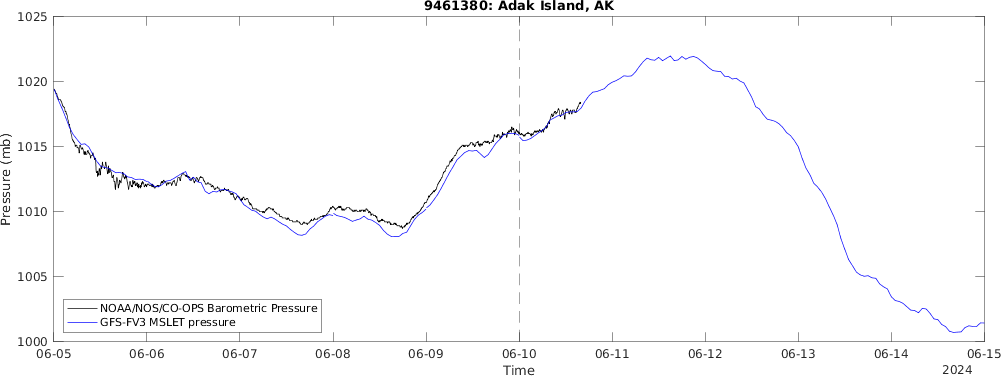 9461380: Adak Island, AK
Pressure (mb)
1025
1020
1015
1010
1005
1000
NOAA/NOS/CO-OPS Barometric Pressure
GFS-FV3 MSLET pressure
06-05 06-06 06-07 06-08 06-09 06-10 06-11 06-12 06-13 06-14 06-15
Time
2024